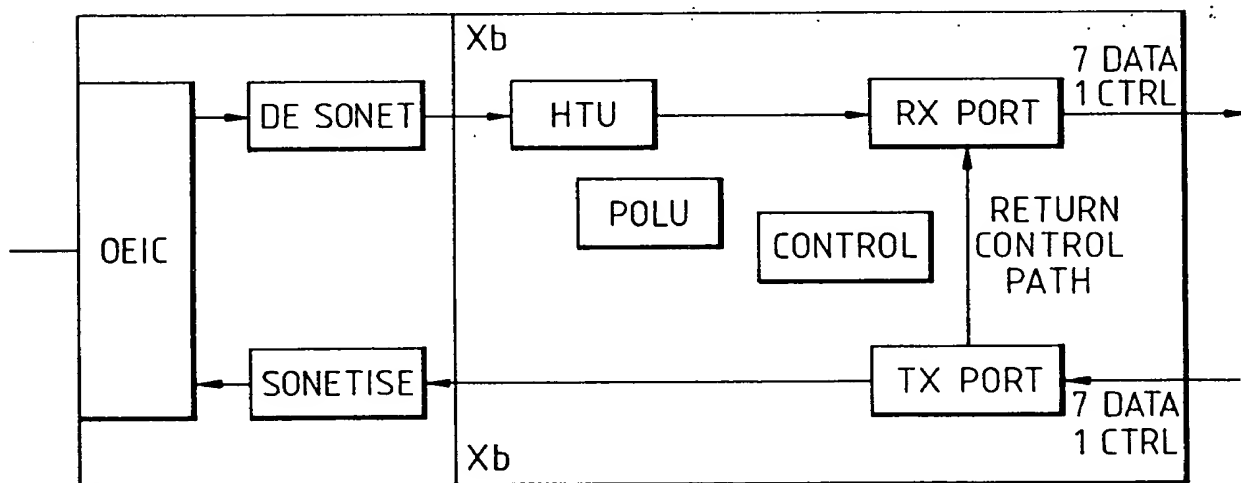 Xb
7 DATA
1 CTRL
DE SONET
HTU
RX PORT
POLU
OEIC
CONTROL
RETURN
CONTROL
PATH
SONETISE
TX PORT
7 DATA
1 CTRL
Xb